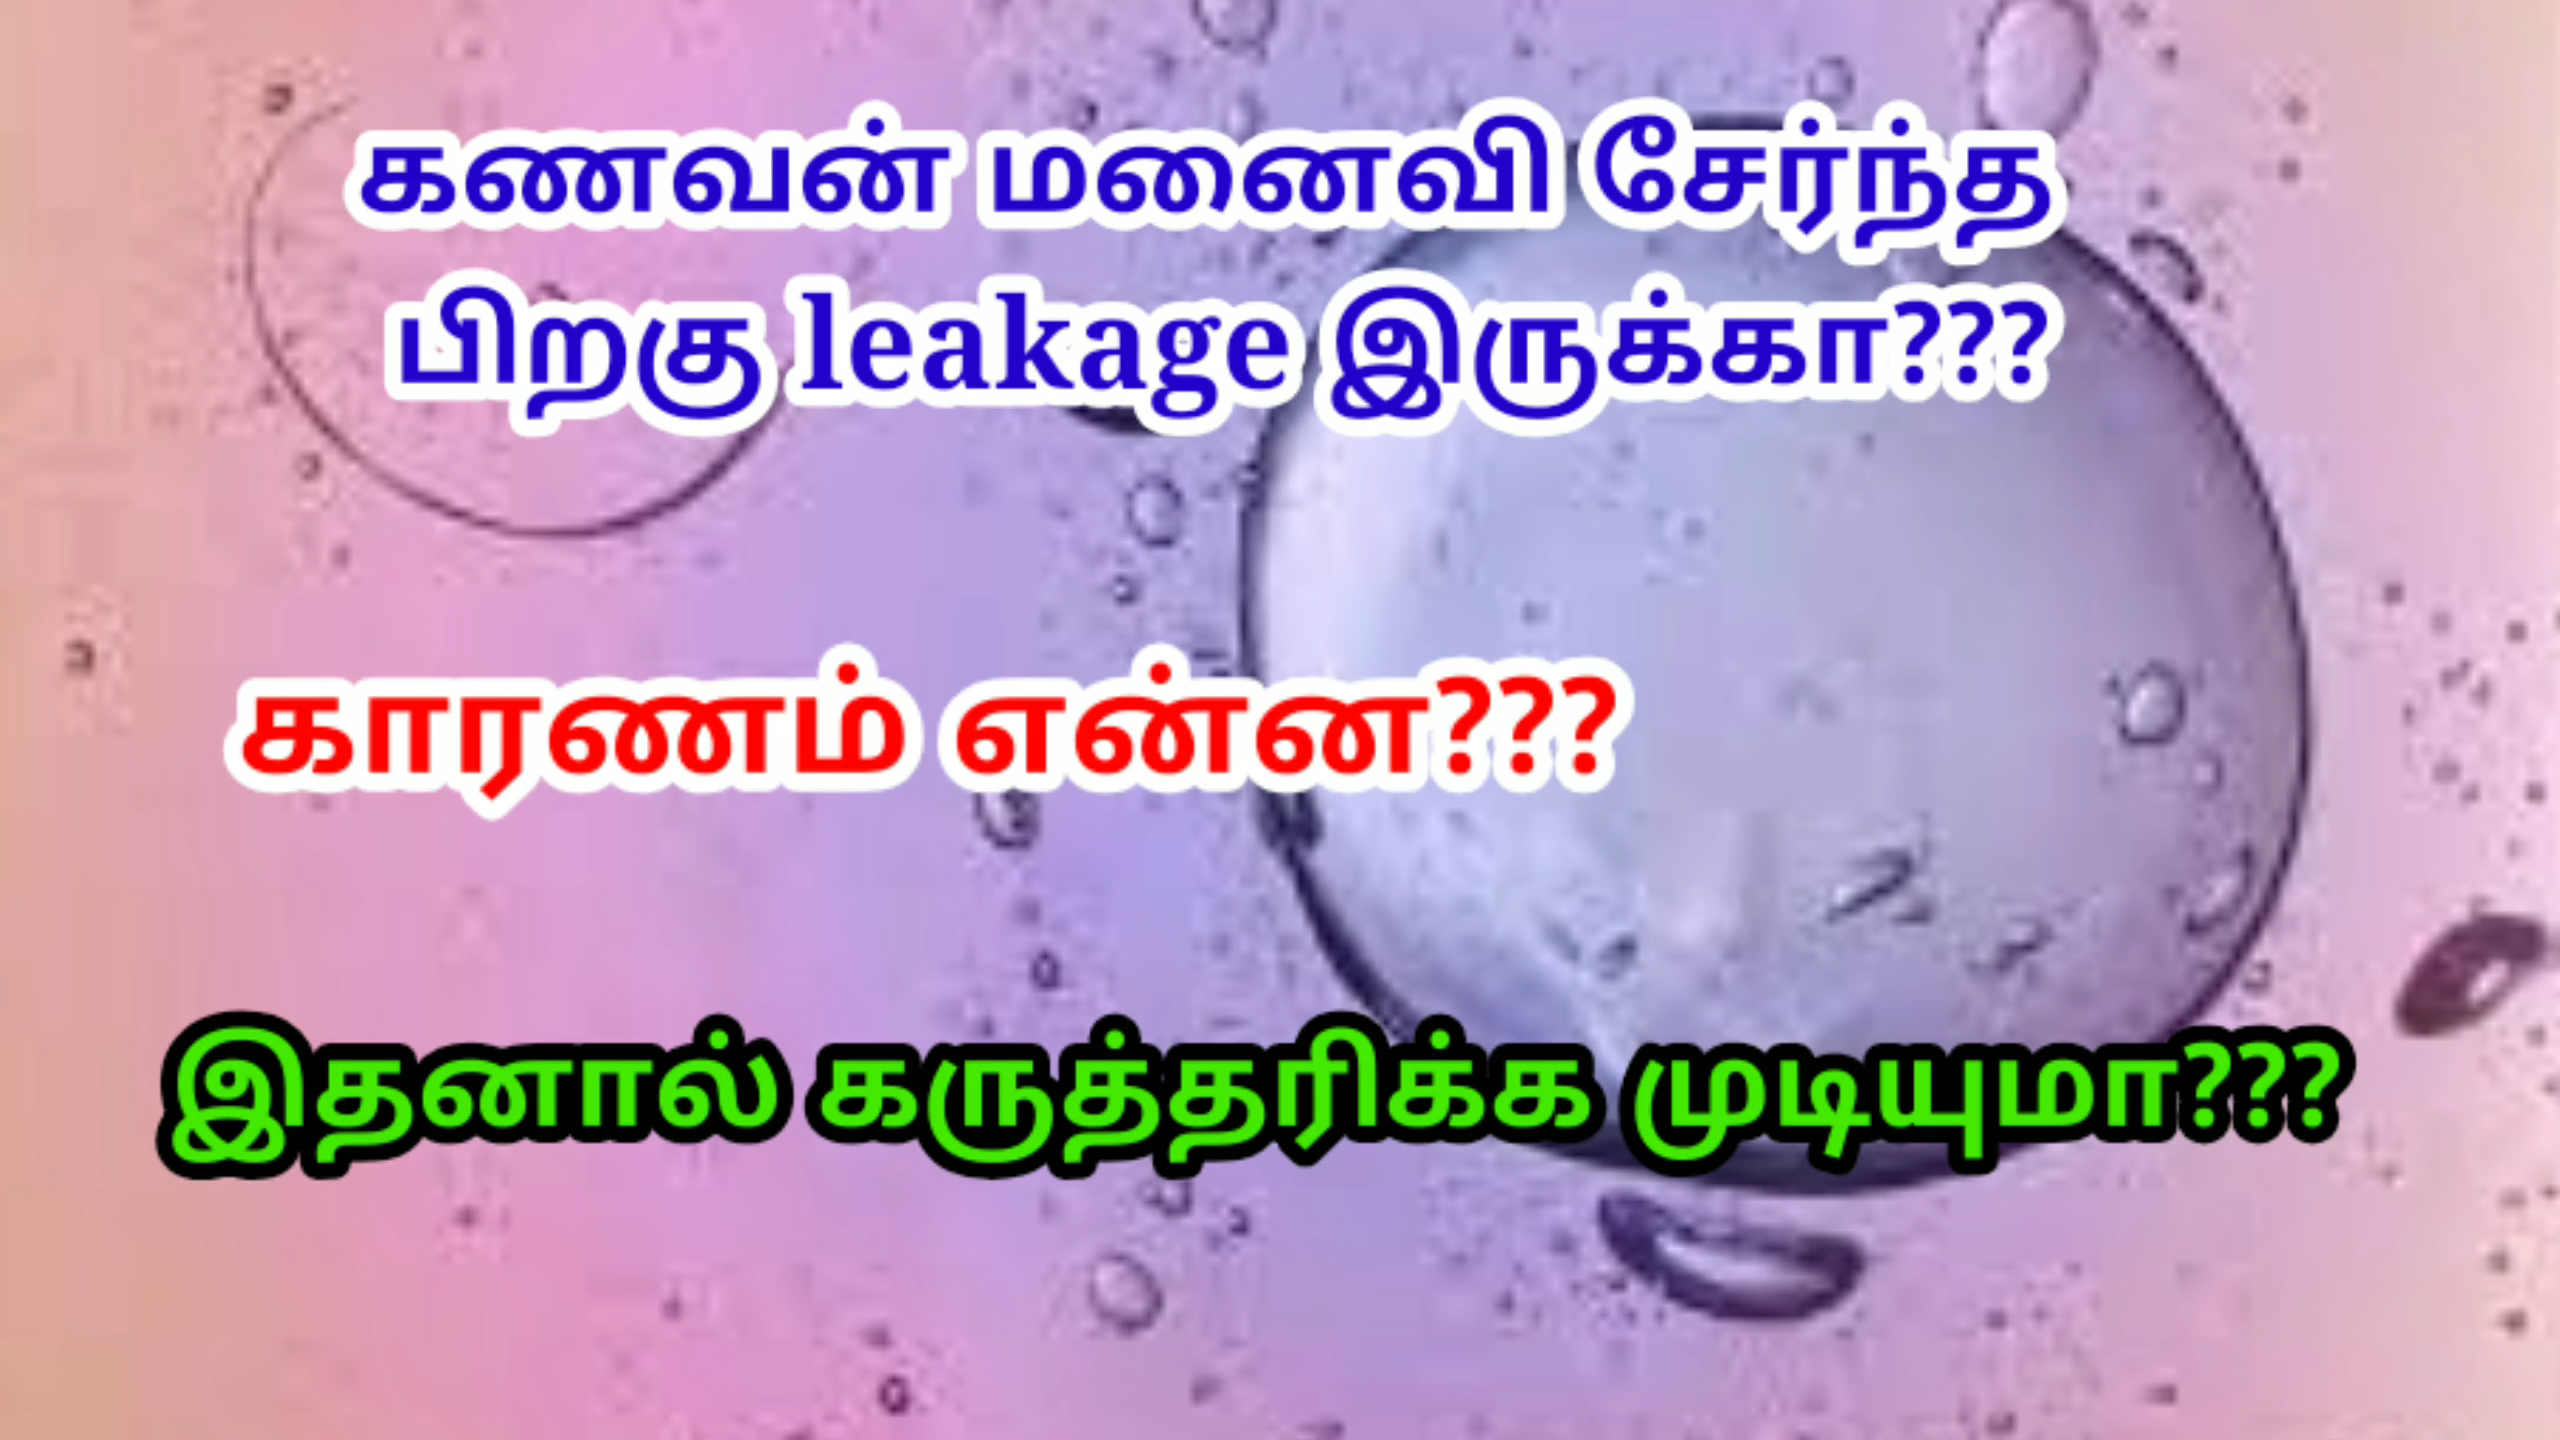 கணவன் மனைவி சேர்ந்த
பிறகு leakage இருக்கா???
காரணம் என்ன???
இதனால் கருத்தரிக்க முடியுமா???